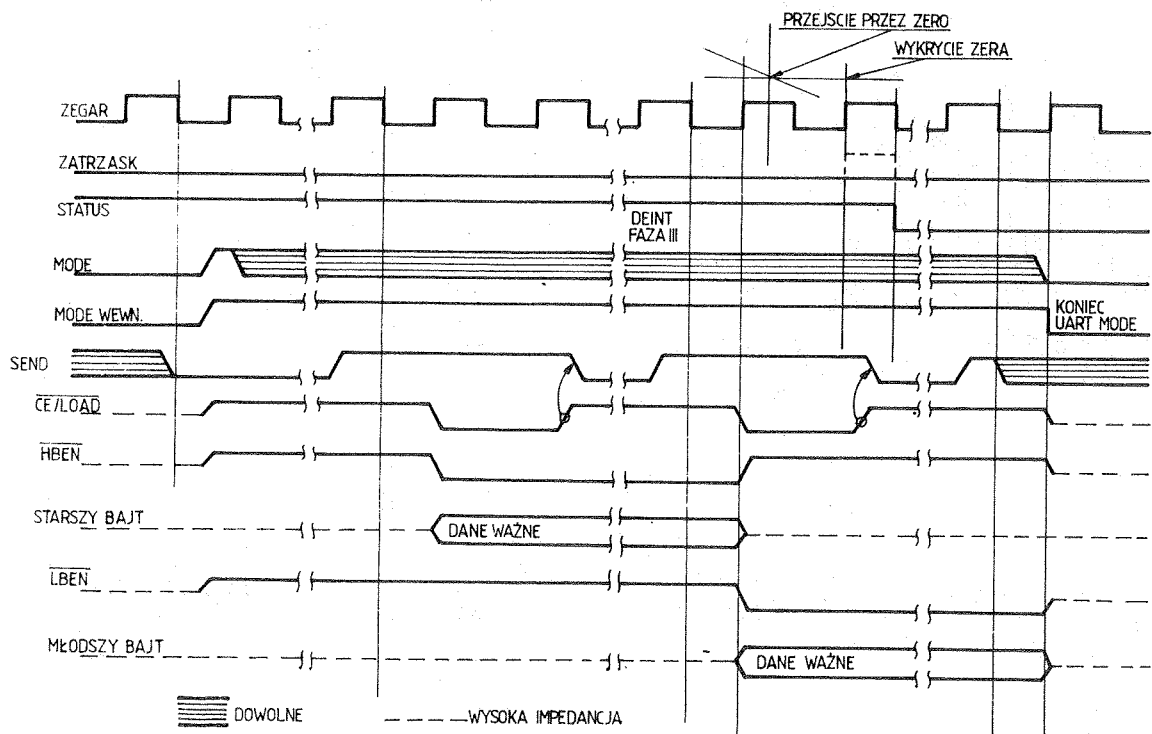 PRZEJSCIE PRZEZ ZERO
WYKRYCIE ZERA
ZEGAR
ZATRZASK
STATUS
DEINT
FAZA III
MODE
MODE WEWN.
KONIEC
UART MODE
SEND
CE/LOAD
HBEN
STARSZY BAJT
DANE WAŻNE
LBEN
MŁODSZY BAJT
DANE WAŻNE
DOWOLNE
WYSOKA IMPEDANCJA